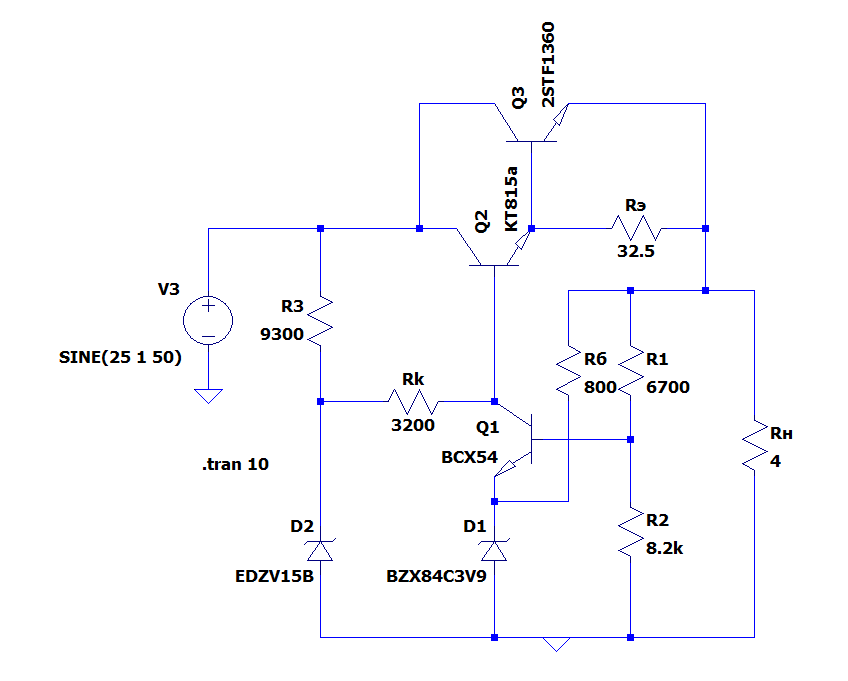 Q3
2STF1360
Q2
KT815a
Rэ
32.5
V3
SINE(25 1 50)
R3
9300
Rk
3200
Rб
800
R1
6700
Q1
BCX54
Rн
4
.tran 10
D2
EDZV15B
D1
BZX84C3V9
R2
8.2k